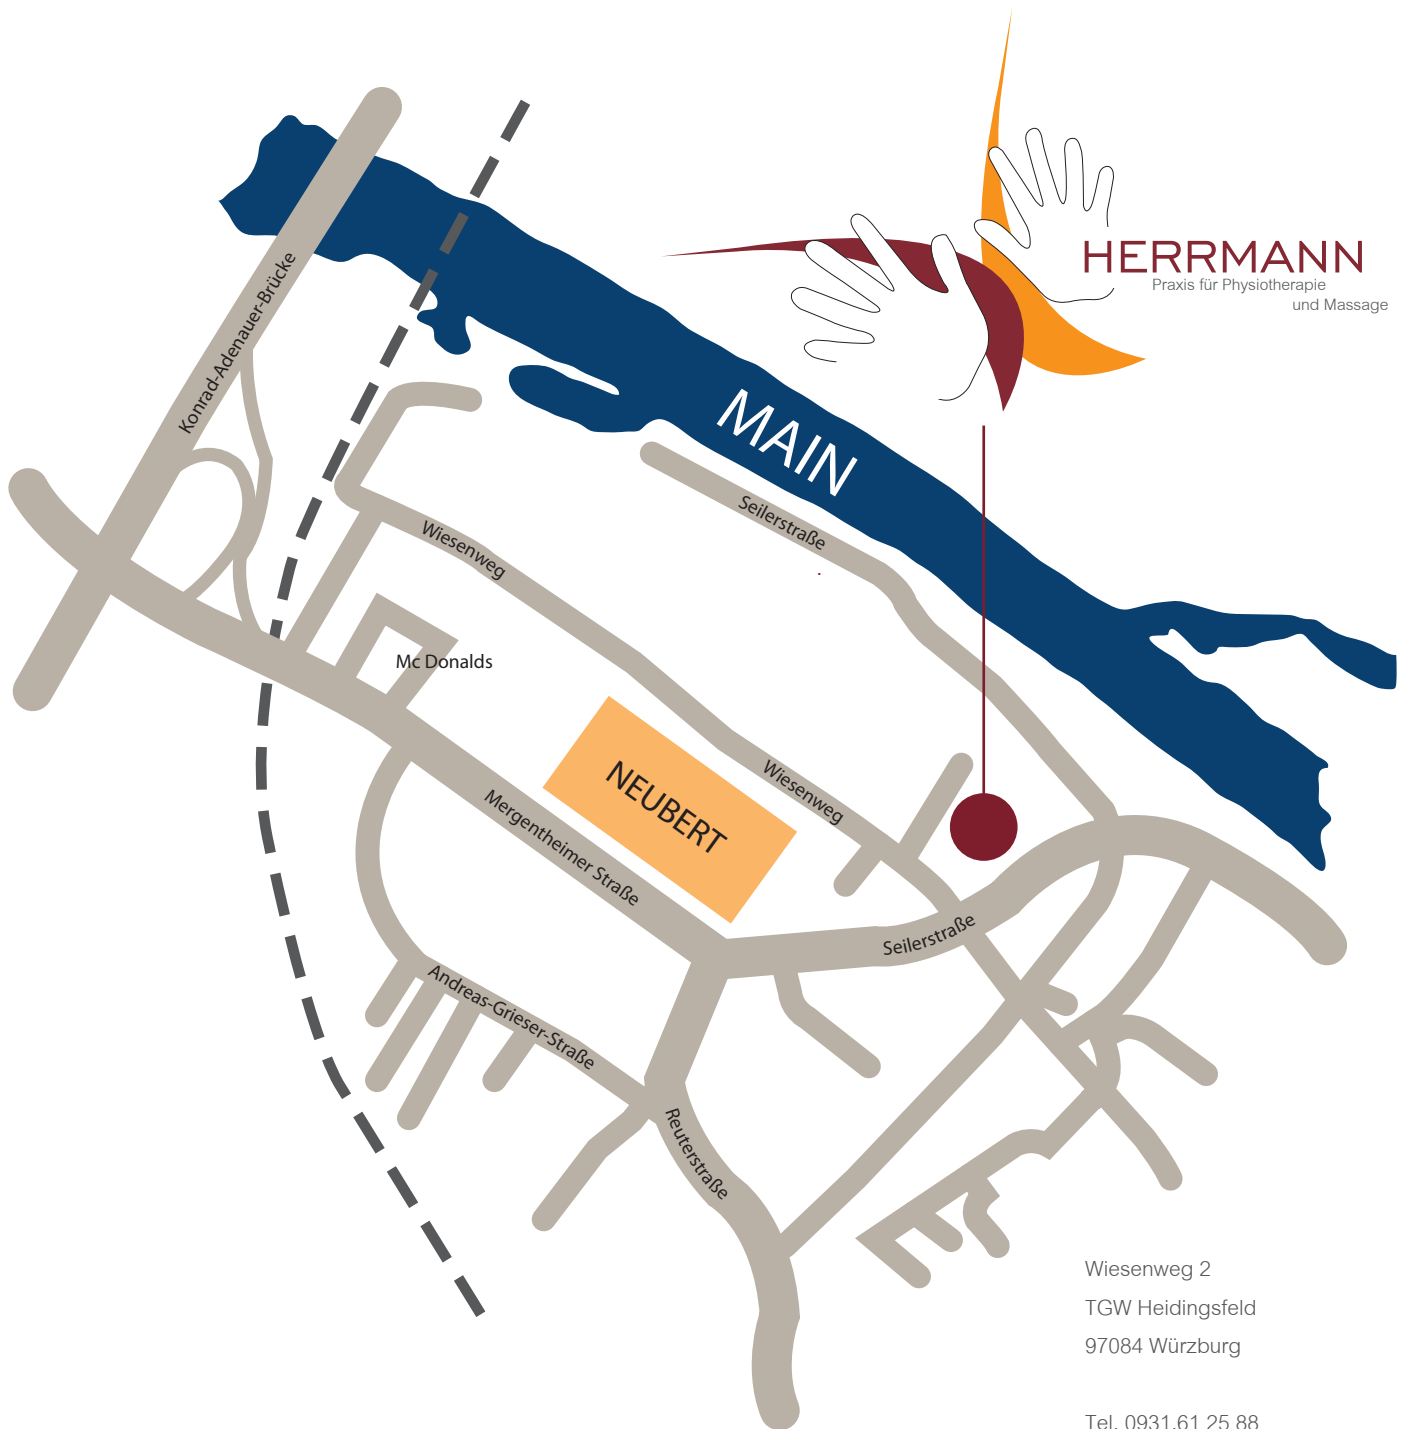 HERRMANN
Praxis für Physiotherapie
und Massage
Konrad-Adenauer-Brücke
MAIN
Seilerstraße
Wiesenweg
Mc Donalds
NEUBERT
Wiesenweg
Mergentheimer Straße
Seilerstraße
Andreas-Grieser-Straße
Reuterstraße
Wiesenweg 2
TGW Heidingsfeld
97084 Würzburg
Tel. 0931.61 25 88